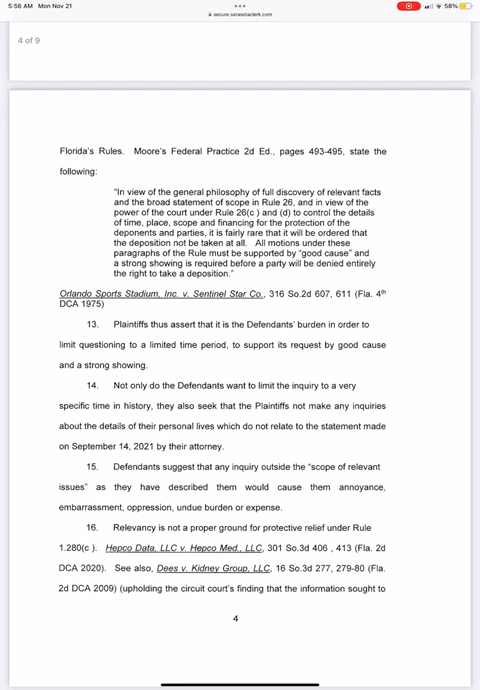 5:56 AM Mon Nov 21
58%
secure.sarasotaclerk.com
4 of 9
Florida's Rules. Moore's Federal Practice 2d Ed., pages 493-495, state the
following:
"In view of the general philosophy of full discovery of relevant facts
and the broad statement of scope in Rule 26, and in view of the
power of the court under Rule 26(c ) and (d) to control the details
of time, place, scope and financing for the protection of the
deponents and parties, it is fairly rare that it will be ordered that
the deposition not be taken at all. All motions under these
paragraphs of the Rule must be supported by "good cause" and
a strong showing is required before a party will be denied entirely
the right to take a deposition."
Orlando Sports Stadium, Inc. v. Sentinel Star Co., 316 So.2d 607, 611 (Fla. 4th
DCA 1975)
13. Plaintiffs thus assert that it is the Defendants' burden in order to
limit questioning to a limited time period, to support its request by good cause
and a strong showing.
14. Not only do the Defendants want to limit the inquiry to a very
specific time in history, they also seek that the Plaintiffs not make any inquiries
about the details of their personal lives which do not relate to the statement made
on September 14, 2021 by their attorney.
15. Defendants suggest that any inquiry outside the "scope of relevant
issues" as they have described them would cause them annoyance,
embarrassment, oppression, undue burden or expense.
16. Relevancy is not a proper ground for protective relief under Rule
1.280(c ). Hepco Data, LLC v. Hepco Med., LLC, 301 So.3d 406 , 413 (Fla. 2d
DCA 2020). See also, Dees v. Kidney Group, LLC, 16 So.3d 277, 279-80 (Fla.
2d DCA 2009) (upholding the circuit court's finding that the information sought to
4